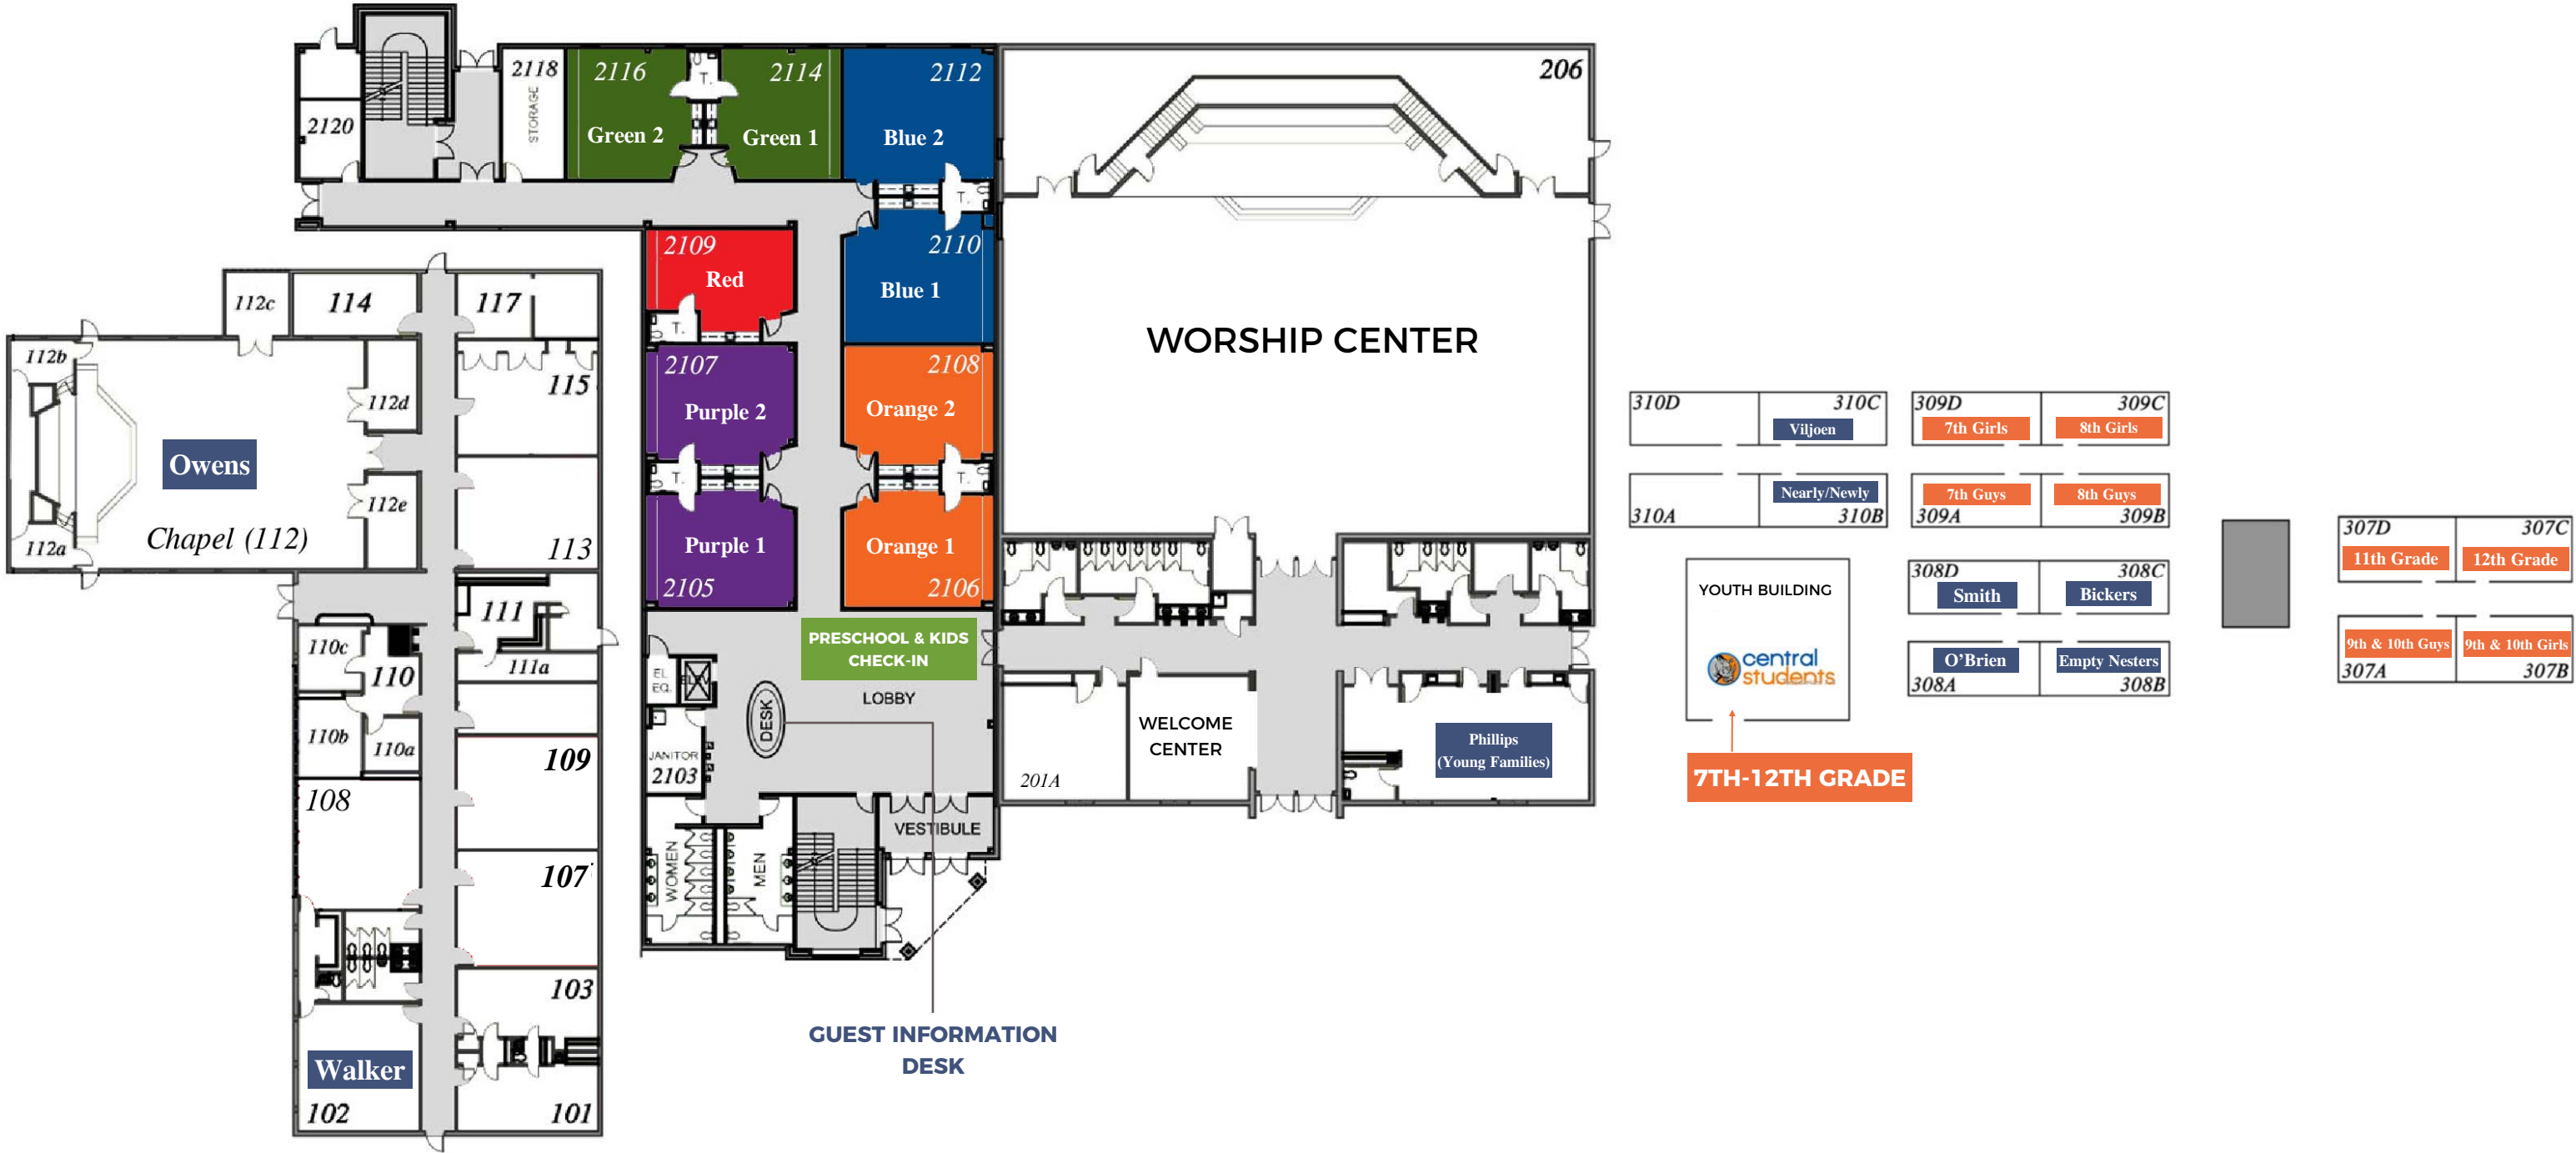 2118
STORAGE
2116
Green 2
T.
2114
Green 1
2112
Blue 2
T.
2120
206
2109
Red
T.
2110
Blue 1
WORSHIP CENTER
2107
Purple 2
T.
2108
Orange 2
T.
Purple 1
2105
Orange 1
2106
112c
114
117
112b
115
112d
Owens
112e
Chapel (112)
112a
113
111
110c
110
111a
110b
110a
109
108
107
103
Walker
102
101
PRESCHOOL & KIDS
CHECK-IN
EL.
EQ.
ELEV.
LOBBY
DESK
JANITOR
2103
WOMEN
MEN
VESTIBULE
GUEST INFORMATION
DESK
201A
WELCOME
CENTER
Phillips
(Young Families)
310D
310C
Viljoen
Nearly/Newly
310A
310B
309D
309C
7th Girls
8th Girls
7th Guys
8th Guys
309A
309B
YOUTH BUILDING
central
students
7TH-12TH GRADE
308D
308C
Smith
Bickers
O'Brien
Empty Nesters
308A
308B
307D
307C
11th Grade
12th Grade
9th & 10th Guys
9th & 10th Girls
307A
307B